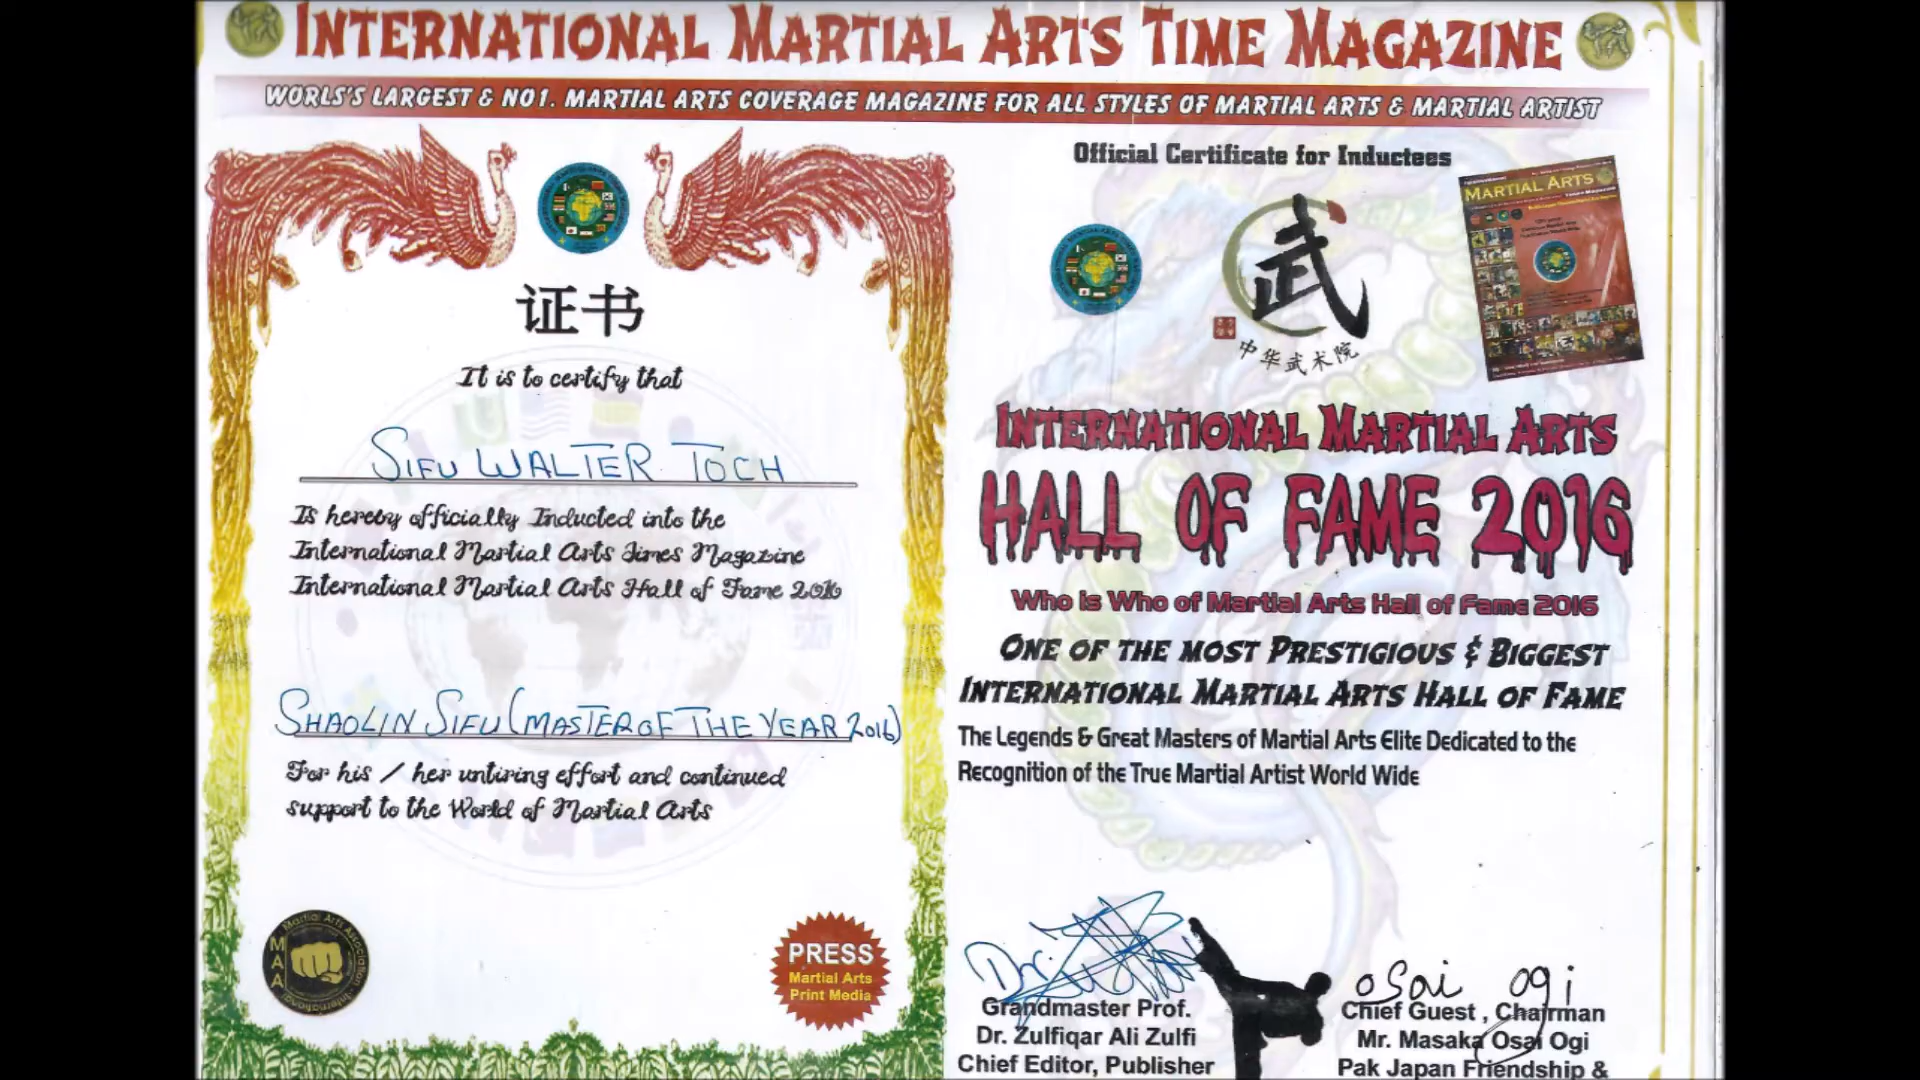 INTERNATIONAL MARTIAL ARTS TIME MAGAZINE
WORLS'S LARGEST & NO1. MARTIAL ARTS COVERAGE MAGAZINE FOR ALL STYLES OF MARTIAL ARTS & MARTIAL ARTIST
证书
It is to certify that
SIFU WALTER TOCH
Is hereby officially Inducted into the
International Martial Arts Times Magazine
International Martial Arts Hall of Fame 2016
SHAOLIN SIFU (MASTER OF THE YEAR 2016)
For his / her untiring effort and continued
support to the World of Martial Arts
MAA
Martial Arts Association - International
PRESS
Martial Arts
Print Media
Official Certificate for Inductees
MARTIAL ARTS
武
中华武术院
INTERNATIONAL MARTIAL ARTS
HALL OF FAME 2016
Who is Who of Martial Arts Hall of Fame 2016
ONE OF THE MOST PRESTIGIOUS & BIGGEST
INTERNATIONAL MARTIAL ARTS HALL OF FAME
The Legends & Great Masters of Martial Arts Elite Dedicated to the
Recognition of the True Martial Artist World Wide
Dr.
Grandmaster Prof.
Dr. Zulfiqar Ali Zulfi
Chief Editor, Publisher
osai ogi
Chief Guest , Chairman
Mr. Masaka Osai Ogi
Pak Japan Friendship &